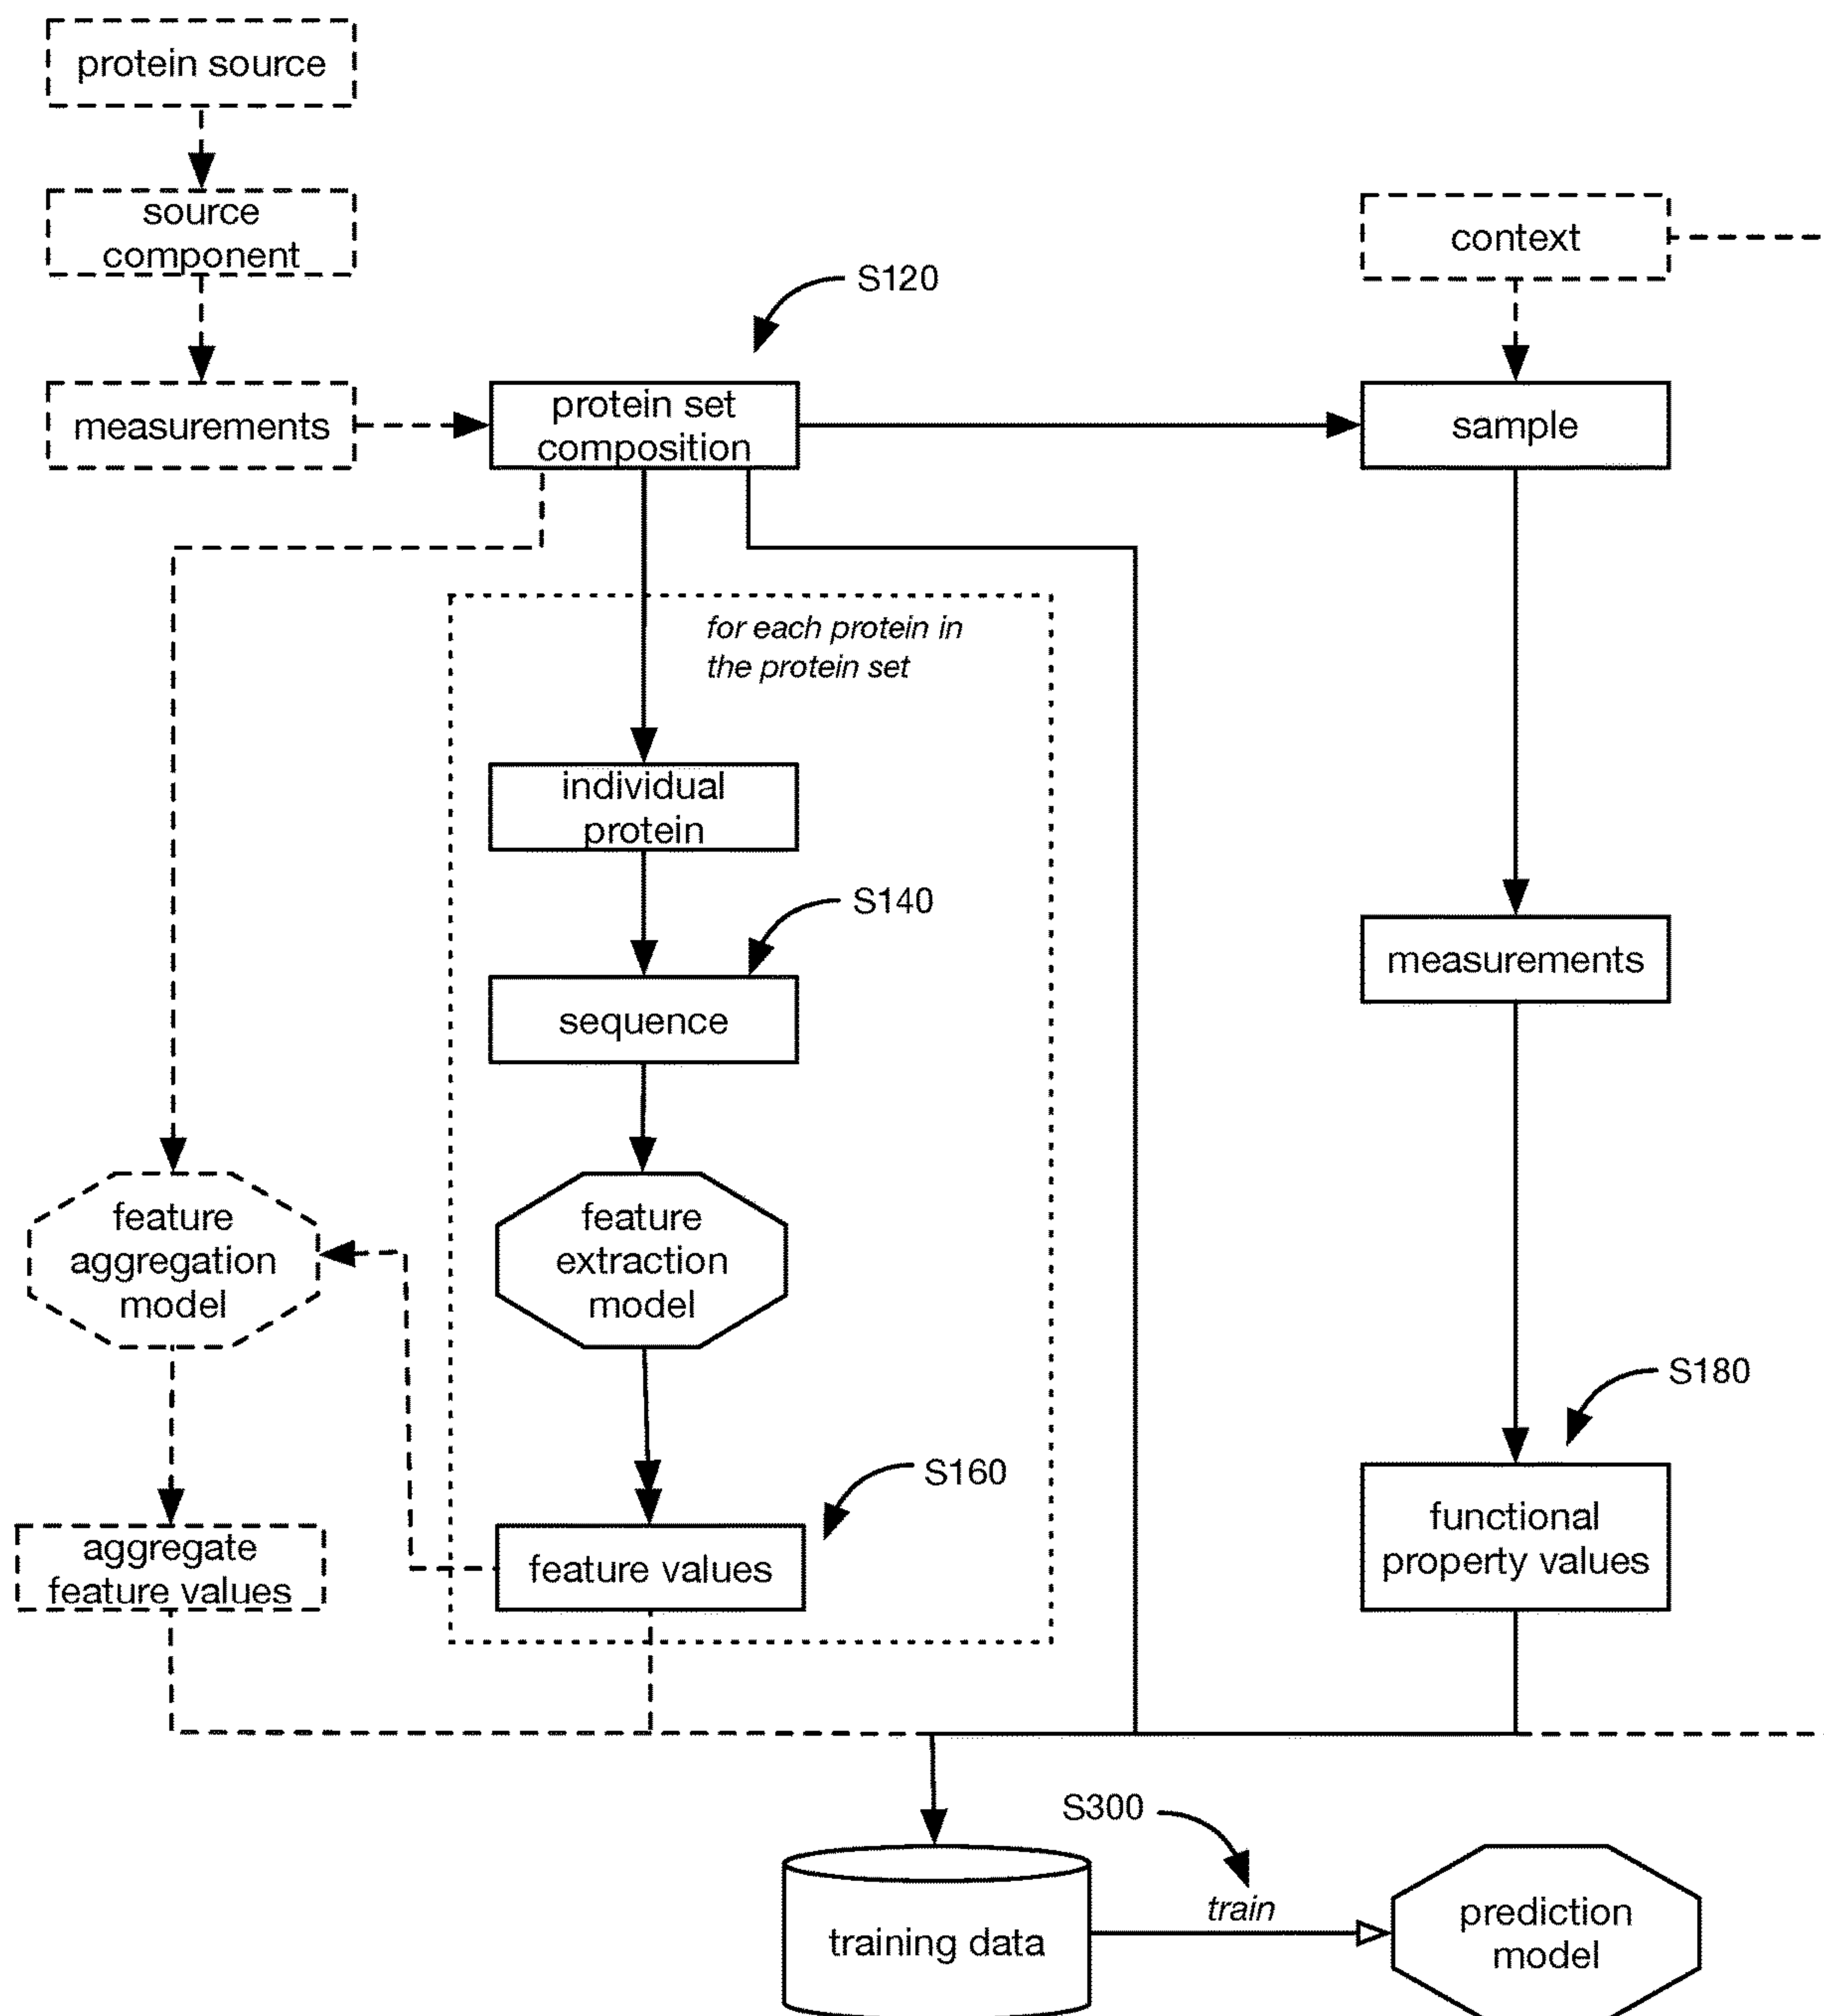 protein source
source
component
context
S120
measurements
protein set
composition
sample
for each protein in
the protein set
individual
protein
S140
measurements
sequence
feature
aggregation
model
feature
extraction
model
S180
S160
functional
property values
aggregate
feature values
feature values
S300
train
training data
prediction
model